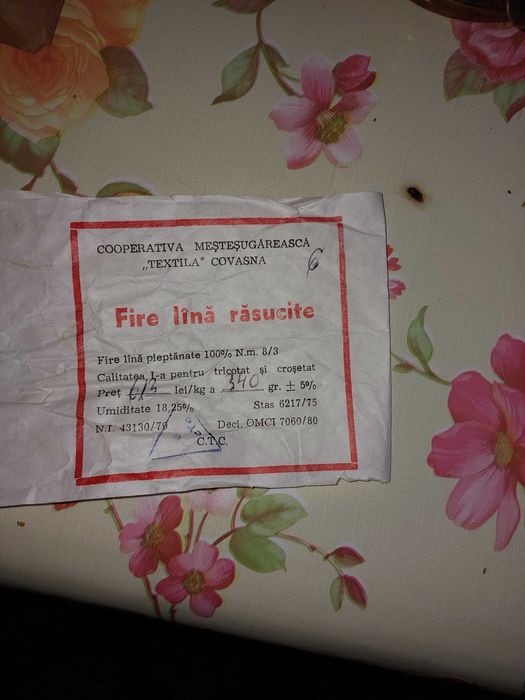 COOPERATIVA MEŞTEŞUGĂREASCĂ
„TEXTILA" COVASNA
6
Fire lînă răsucite
Fire lînă pieptănate 100% N.m. 8/3
Calitatea I-a pentru tricotat şi croşetat
Preţ 613 lei/kg a 340 gr. ± 5%
Umiditate 18,25% Stas 6217/75
N.I. 43130/70 Deci. OMCI 7060/80
C.T.C.